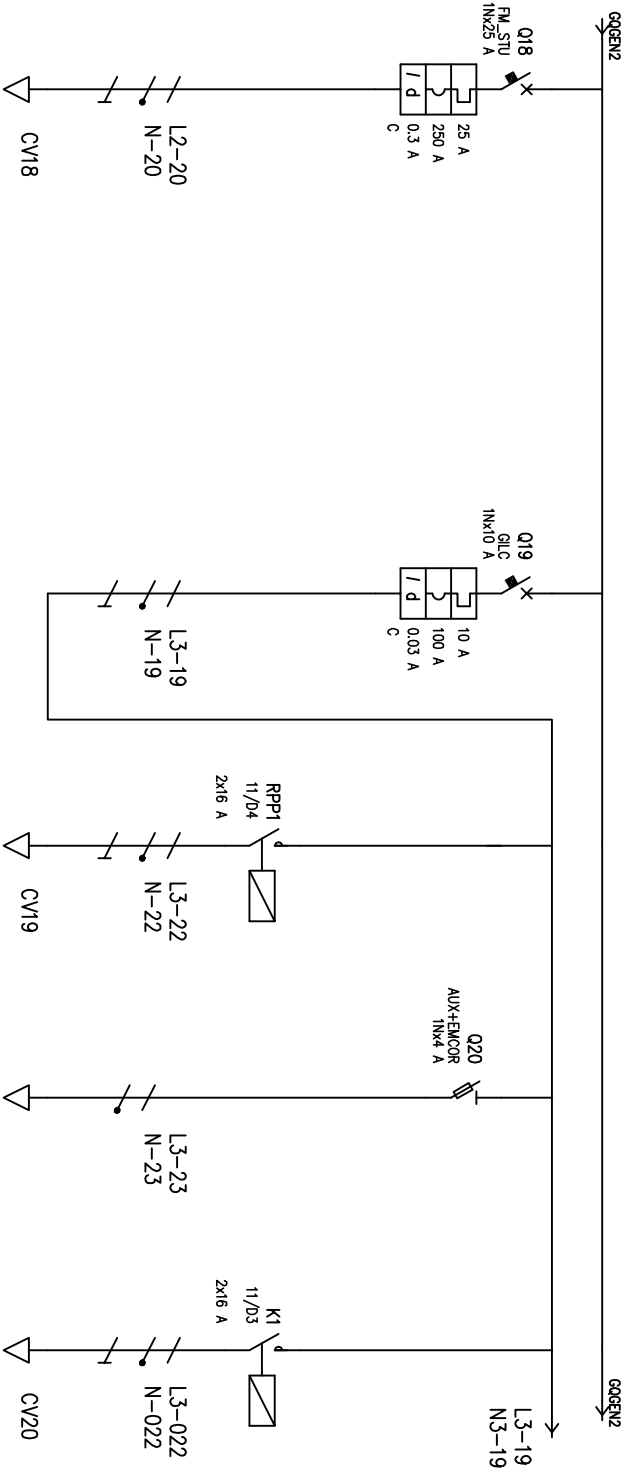 GQGEN2
GQGEN2
Q18
FM_STU
1Nx25 A
25 A
250 A
I d
0.3 A
C
L2-20
N-20
CV18
Q19
GILC
1Nx10 A
10 A
100 A
I d
0.03 A
C
L3-19
N-19
RPP1
11/D4
2x16 A
L3-22
N-22
CV19
Q20
AUX+EMCOR
1Nx4 A
L3-23
N-23
K1
11/D3
2x16 A
L3-022
N-022
CV20
L3-19
N3-19